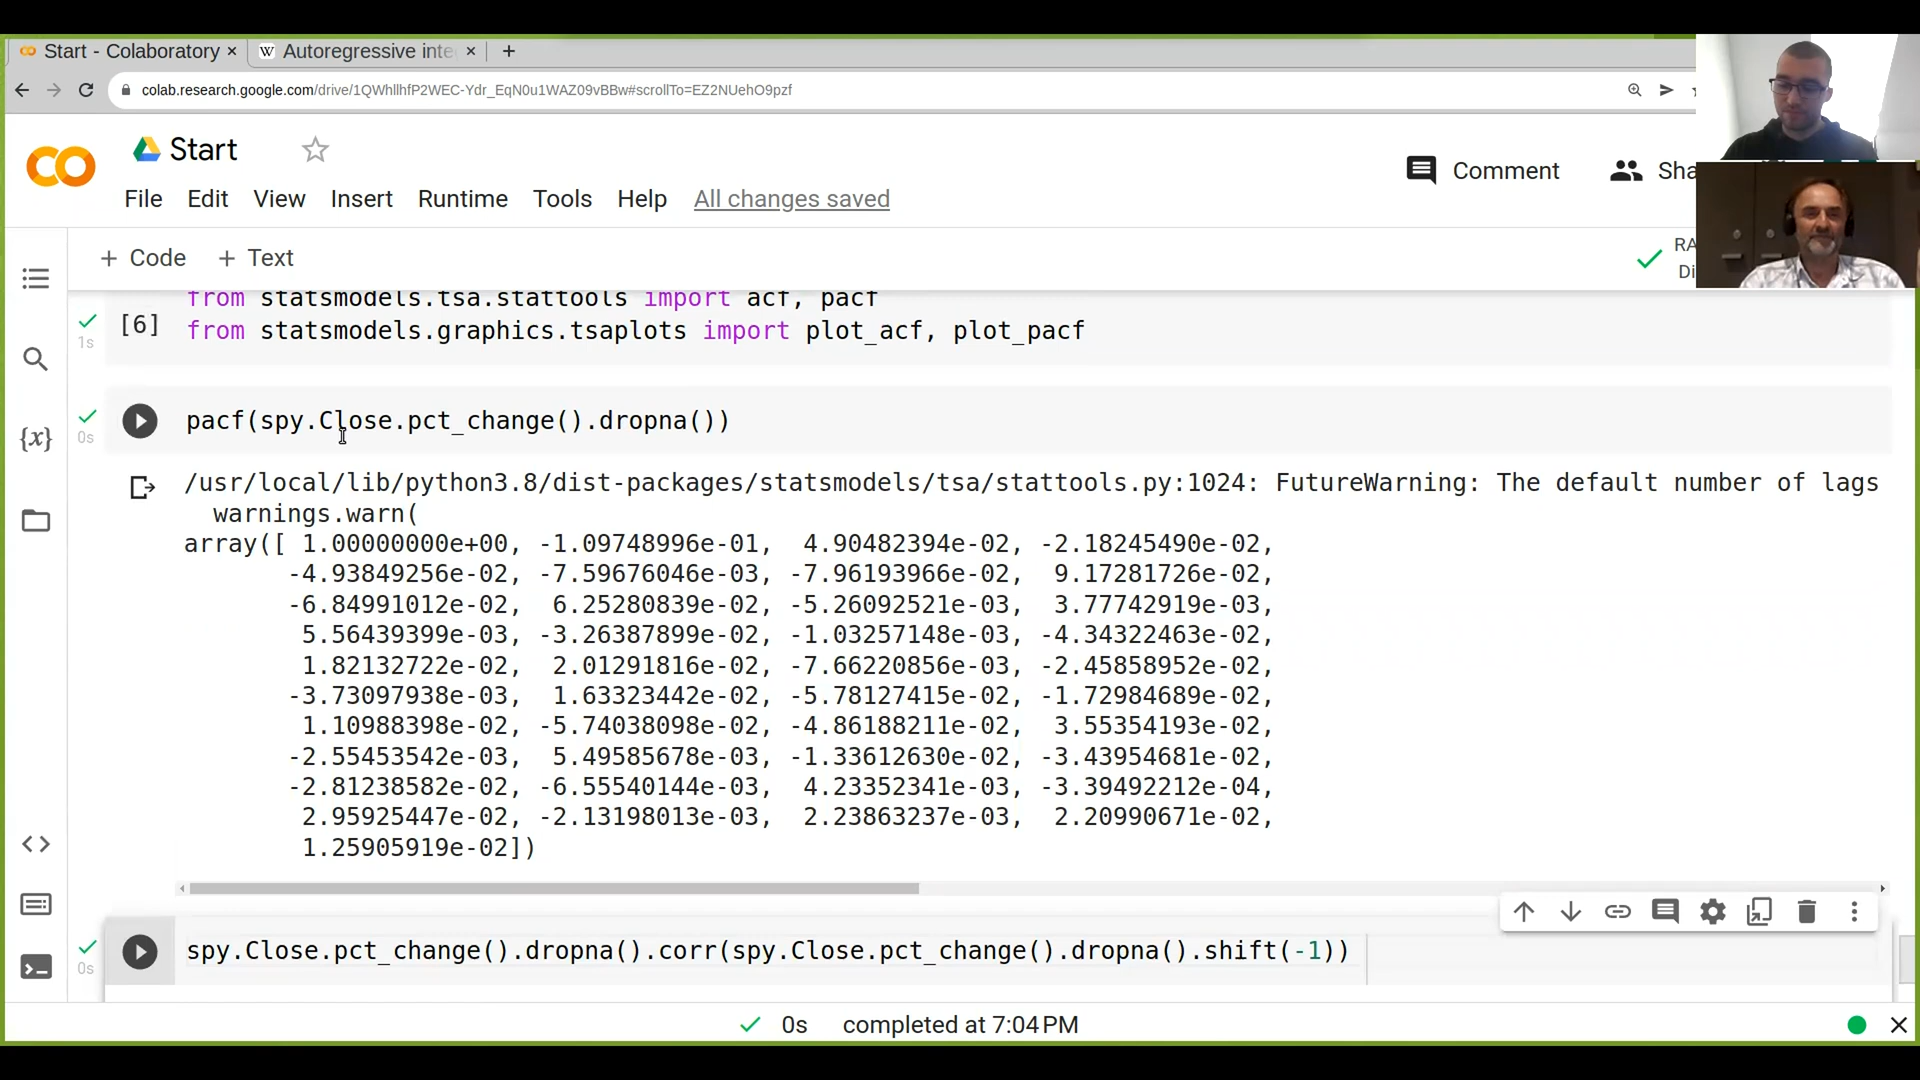 Start - Colaboratory
Autoregressive inte
colab.research.google.com/drive/1QWhllhfP2WEC-Ydr_EqN0u1WAZ09vBBw#scrollTo=EZ2NUehO9pzf
Start
Comment
Sha
File Edit View Insert Runtime Tools Help All changes saved
+ Code + Text
RA
Di
from statsmodels.tsa.stattools import acf, pacf
[6] from statsmodels.graphics.tsaplots import plot_acf, plot_pacf
1s
pacf(spy.Close.pct_change().dropna())
0s
/usr/local/lib/python3.8/dist-packages/statsmodels/tsa/stattools.py:1024: FutureWarning: The default number of lags
warnings.warn(
array([ 1.00000000e+00, -1.09748996e-01, 4.90482394e-02, -2.18245490e-02,
-4.93849256e-02, -7.59676046e-03, -7.96193966e-02, 9.17281726e-02,
-6.84991012e-02, 6.25280839e-02, -5.26092521e-03, 3.77742919e-03,
5.56439399e-03, -3.26387899e-02, -1.03257148e-03, -4.34322463e-02,
1.82132722e-02, 2.01291816e-02, -7.66220856e-03, -2.45858952e-02,
-3.73097938e-03, 1.63323442e-02, -5.78127415e-02, -1.72984689e-02,
1.10988398e-02, -5.74038098e-02, -4.86188211e-02, 3.55354193e-02,
-2.55453542e-03, 5.49585678e-03, -1.33612630e-02, -3.43954681e-02,
-2.81238582e-02, -6.55540144e-03, 4.23352341e-03, -3.39492212e-04,
2.95925447e-02, -2.13198013e-03, 2.23863237e-03, 2.20990671e-02,
1.25905919e-02])
spy.Close.pct_change().dropna().corr(spy.Close.pct_change().dropna().shift(-1))
0s
0s completed at 7:04 PM